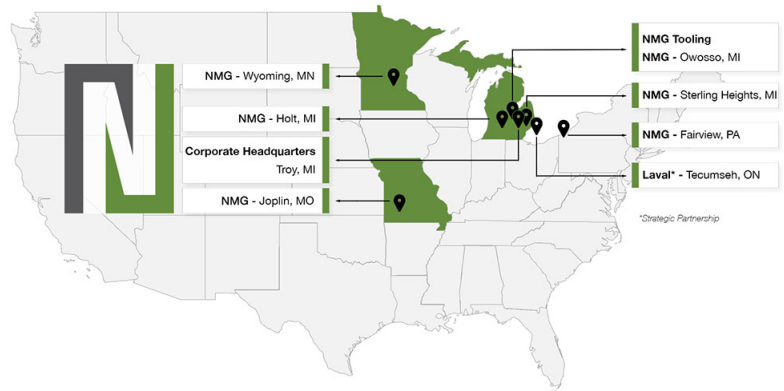 NMG - Wyoming, MN
NMG - Holt, MI
Corporate Headquarters
Troy, MI
NMG - Joplin, MO
NMG Tooling
NMG - Owosso, MI
NMG - Sterling Heights, MI
NMG - Fairview, PA
Laval* - Tecumseh, ON
*Strategic Partnership